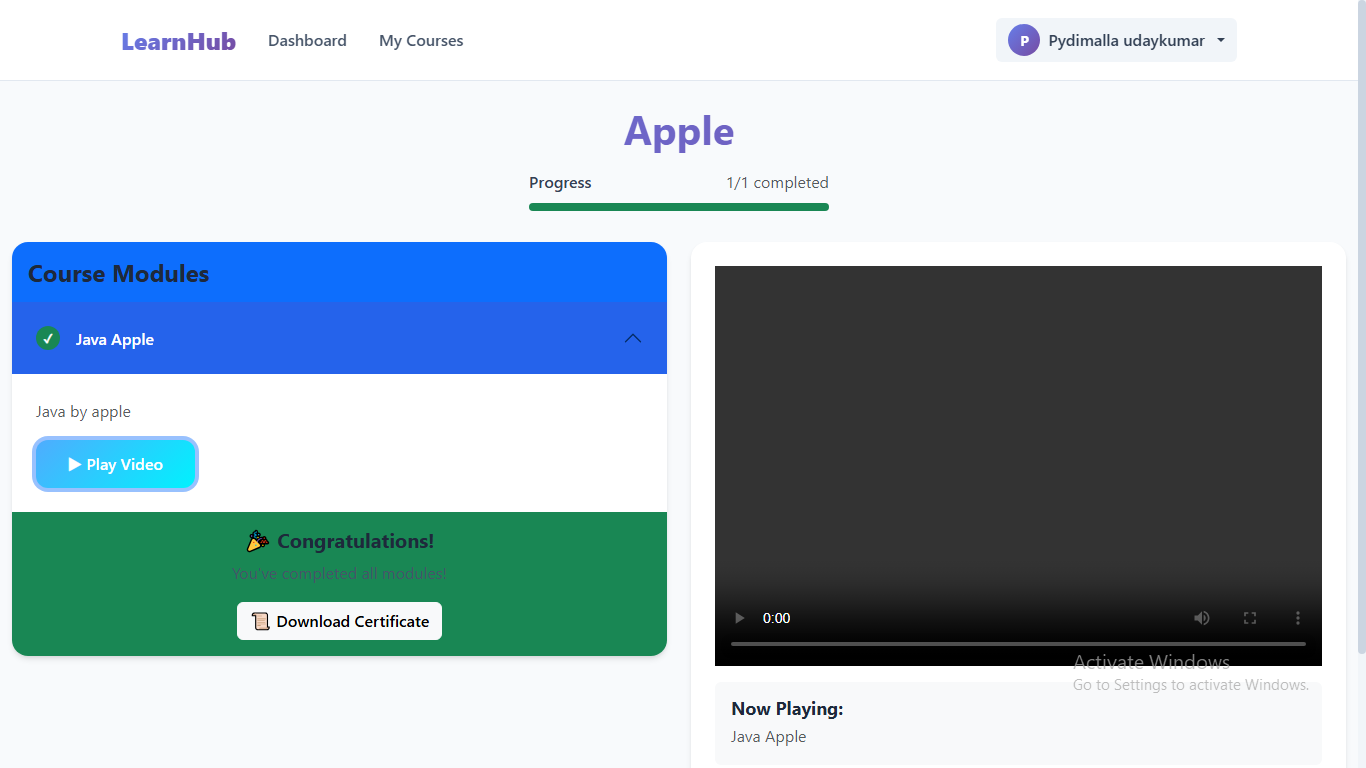 LearnHub Dashboard My Courses
P Pydimalla udaykumar
Apple
Progress 1/1 completed
Course Modules
Java Apple
Java by apple
Play Video
Congratulations!
You've completed all modules!
Download Certificate
0:00
Activate Windows
Go to Settings to activate Windows.
Now Playing:
Java Apple